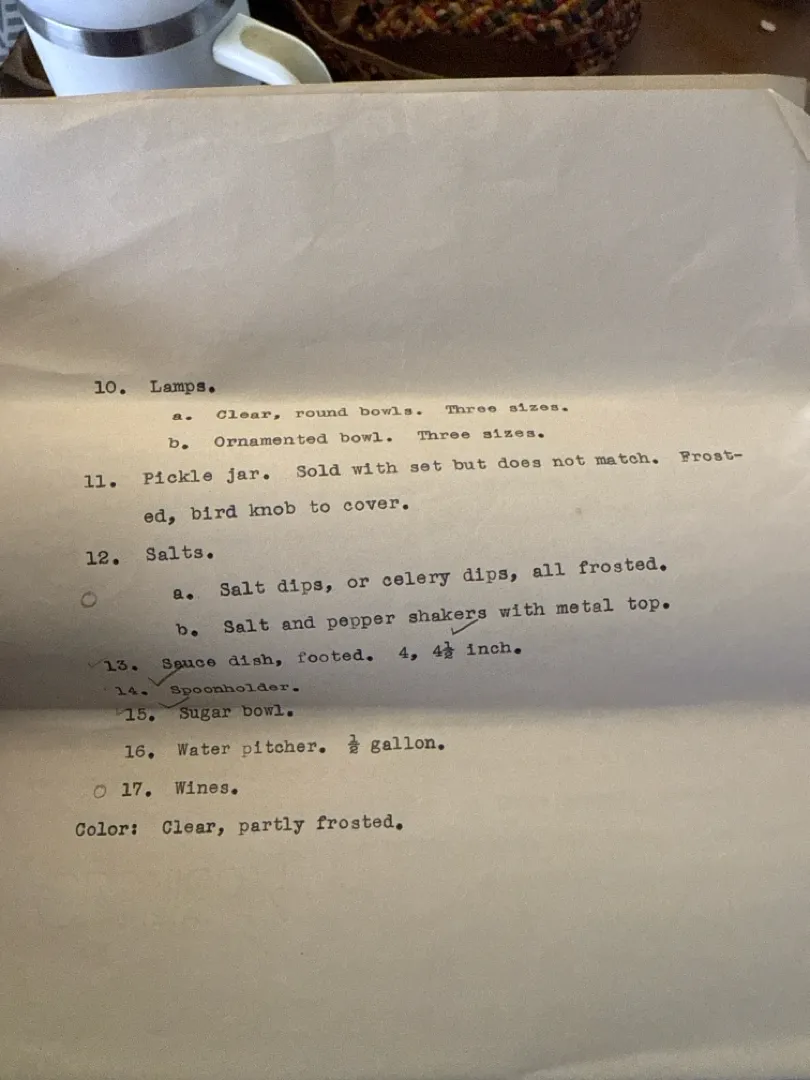 10. Lamps.
a. Clear, round bowls. Three sizes.
b. Ornamented bowl. Three sizes.
11. Pickle jar. Sold with set but does not match. Frost-
ed, bird knob to cover.
12. Salts.
a. Salt dips, or celery dips, all frosted.
b. Salt and pepper shakers with metal top.
13. Sauce dish, footed. 4, 4½ inch.
14. Spoonholder.
15. Sugar bowl.
16. Water pitcher. ½ gallon.
17. Wines.
Color: Clear, partly frosted.